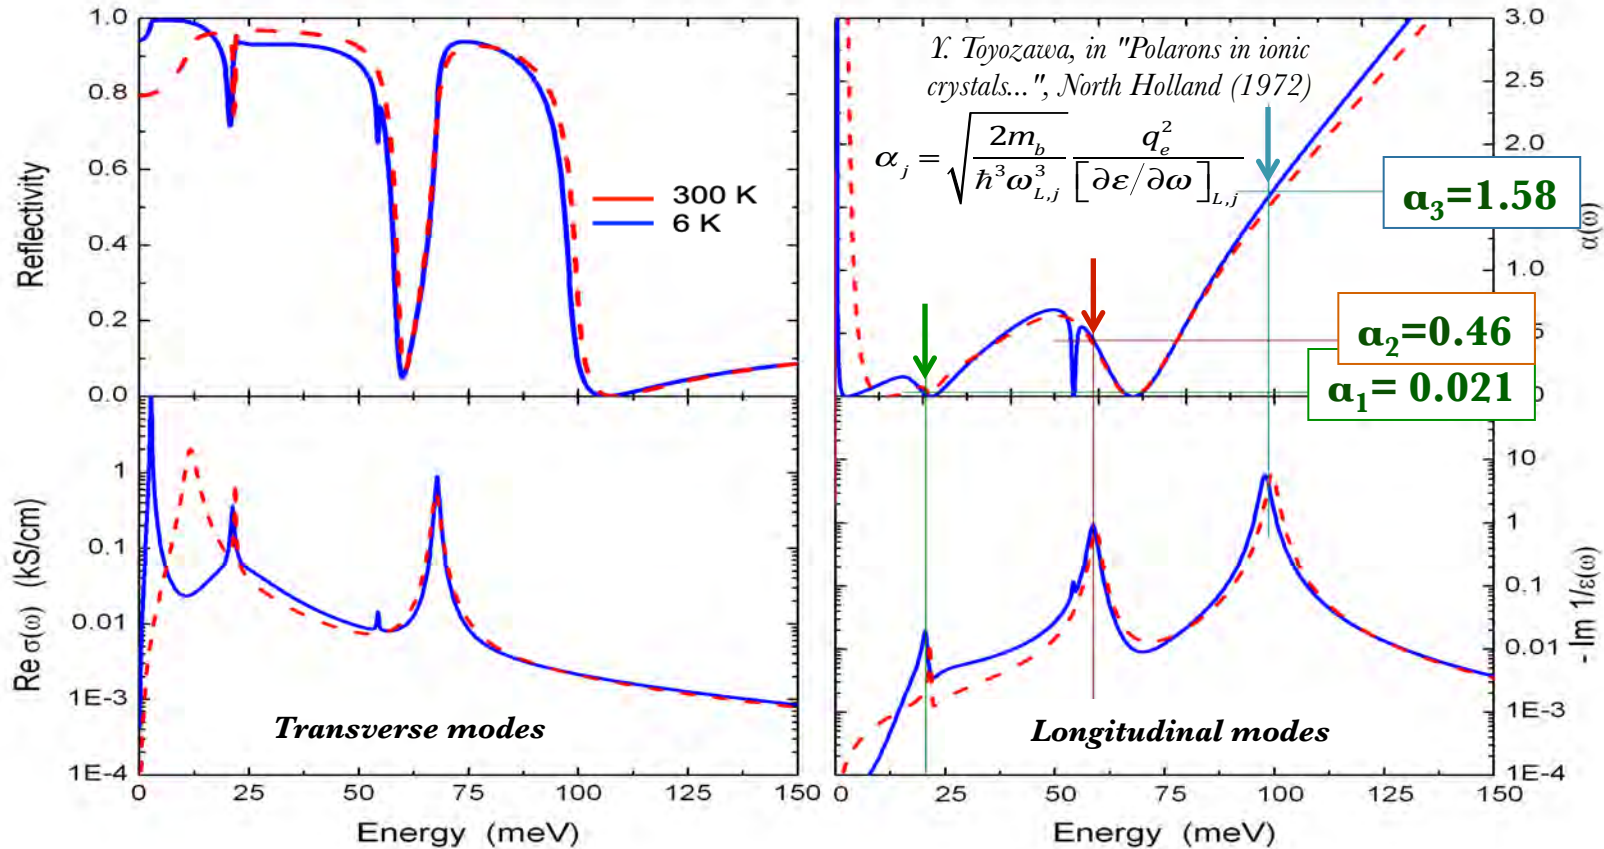 1.0
0.8
0.6
0.4
0.2
0.0
Reflectivity
300 K
6 K
1
0.1
0.01
1E-3
1E-4
Re σ(ω) (kS/cm)
Transverse modes
0 25 50 75 100 125 150
Energy (meV)
Y. Toyozawa, in "Polarons in ionic
crystals...", North Holland (1972)
α_j = √(2m_b / ħ³ω³_{L,j}) q_e² / [∂ε/∂ω]_{L,j}
3.0
2.5
2.0
α₃=1.58
α(ω)
1.0
5
α₂=0.46
α₁= 0.021
0
10
1
0.1
0.01
1E-3
1E-4
- Im 1/ε(ω)
Longitudinal modes
0 25 50 75 100 125 150
Energy (meV)